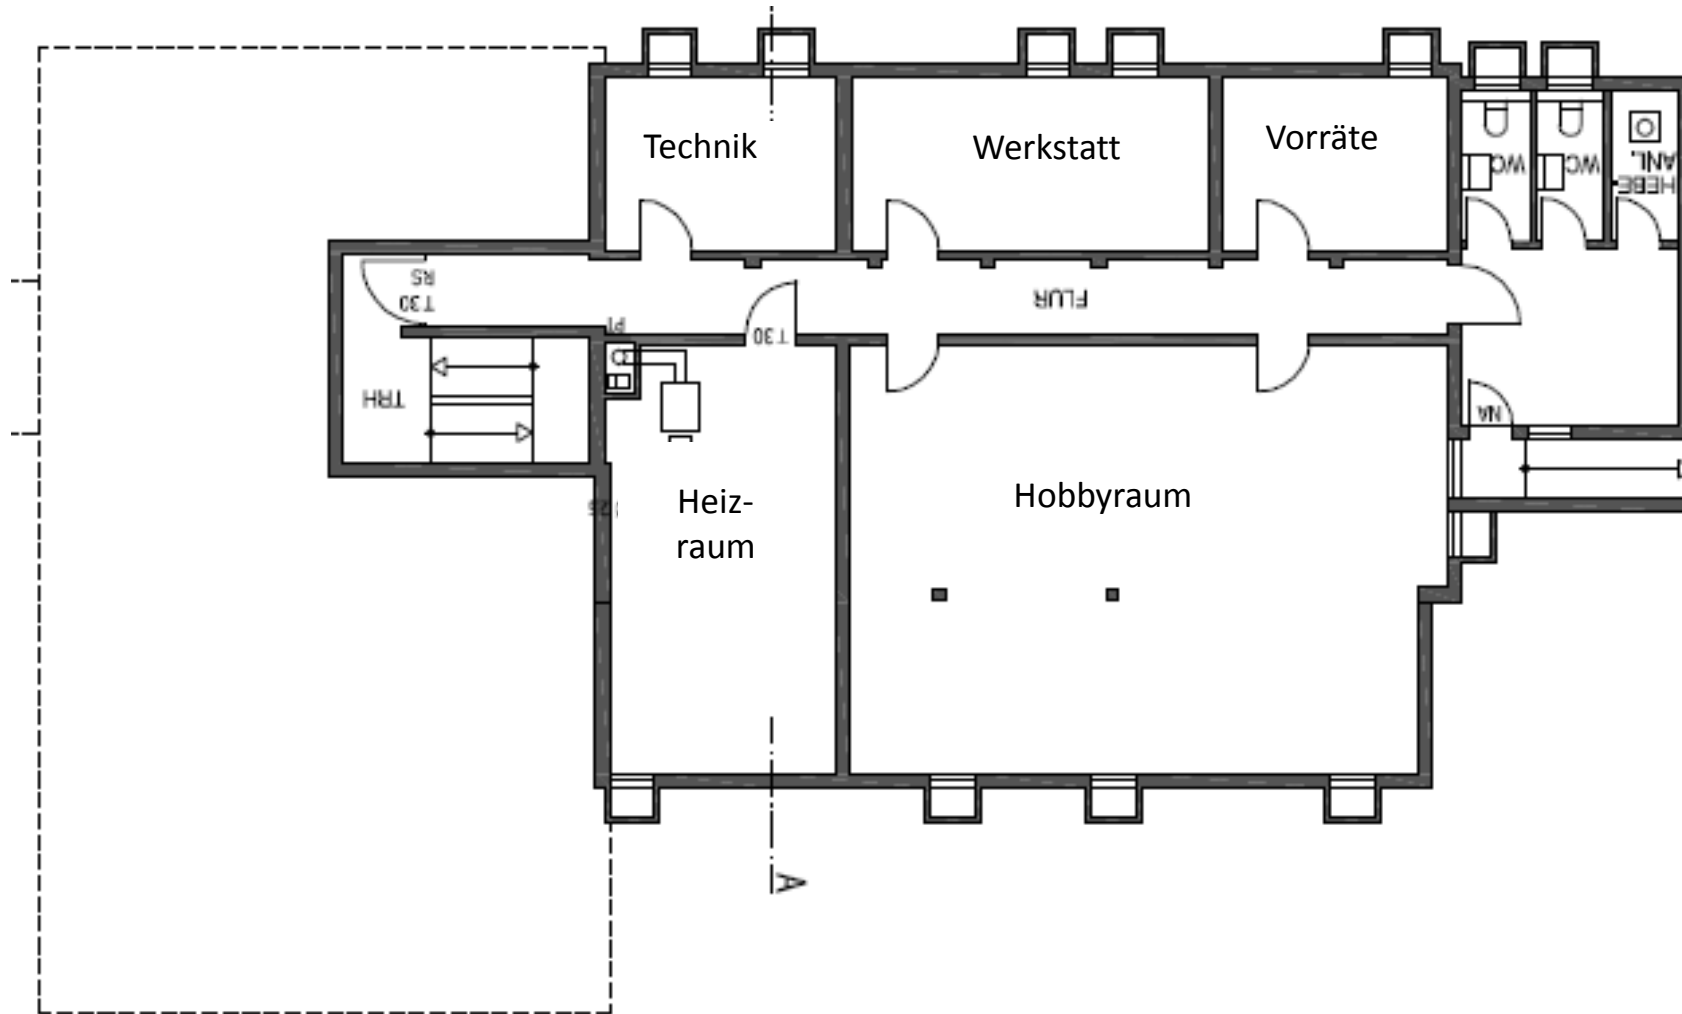 Technik
Werkstatt
Vorräte
WC
WC
HEBE
ANL.
RS
T30
FLUR
T30
TRH
NA
Heiz-
raum
Hobbyraum
A